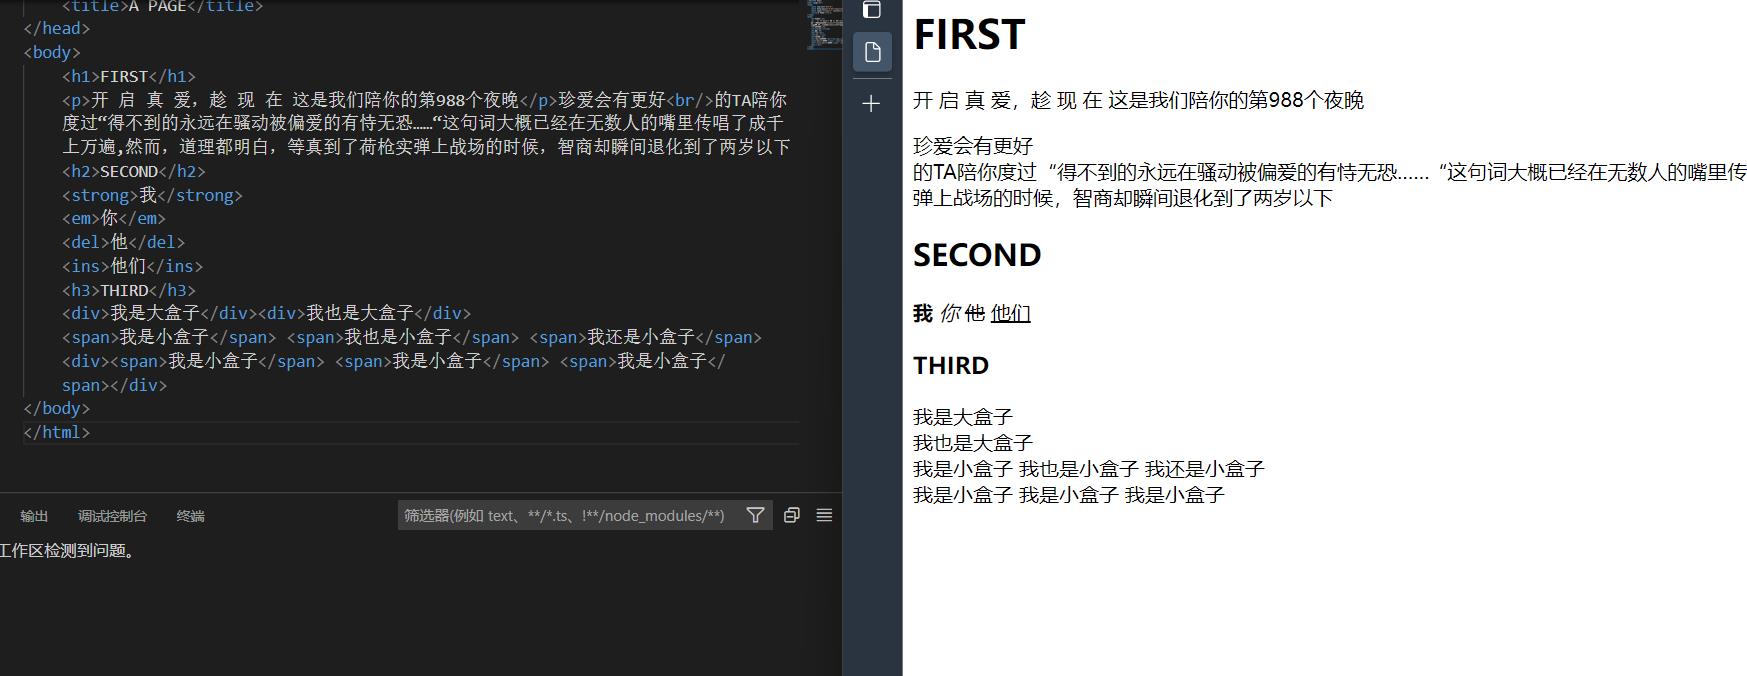 <title>A PAGE</title>
</head>
<body>
<h1>FIRST</h1>
<p>开 启 真 爱，趁 现 在 这是我们陪你的第988个夜晚</p>珍爱会有更好<br/>的TA陪你
度过“得不到的永远在骚动被偏爱的有恃无恐……“这句词大概已经在无数人的嘴里传唱了成千
上万遍,然而，道理都明白，等真到了荷枪实弹上战场的时候，智商却瞬间退化到了两岁以下
<h2>SECOND</h2>
<strong>我</strong>
<em>你</em>
<del>他</del>
<ins>他们</ins>
<h3>THIRD</h3>
<div>我是大盒子</div><div>我也是大盒子</div>
<span>我是小盒子</span> <span>我也是小盒子</span> <span>我还是小盒子</span>
<div><span>我是小盒子</span> <span>我是小盒子</span> <span>我是小盒子</
span></div>
</body>
</html>
输出 调试控制台 终端 筛选器(例如 text、**/*.ts、!**/node_modules/**)
工作区检测到问题。
FIRST
开 启 真 爱，趁 现 在 这是我们陪你的第988个夜晚
珍爱会有更好
的TA陪你度过“得不到的永远在骚动被偏爱的有恃无恐……“这句词大概已经在无数人的嘴里传
弹上战场的时候，智商却瞬间退化到了两岁以下
SECOND
我 你 他 他们
THIRD
我是大盒子
我也是大盒子
我是小盒子 我也是小盒子 我还是小盒子
我是小盒子 我是小盒子 我是小盒子